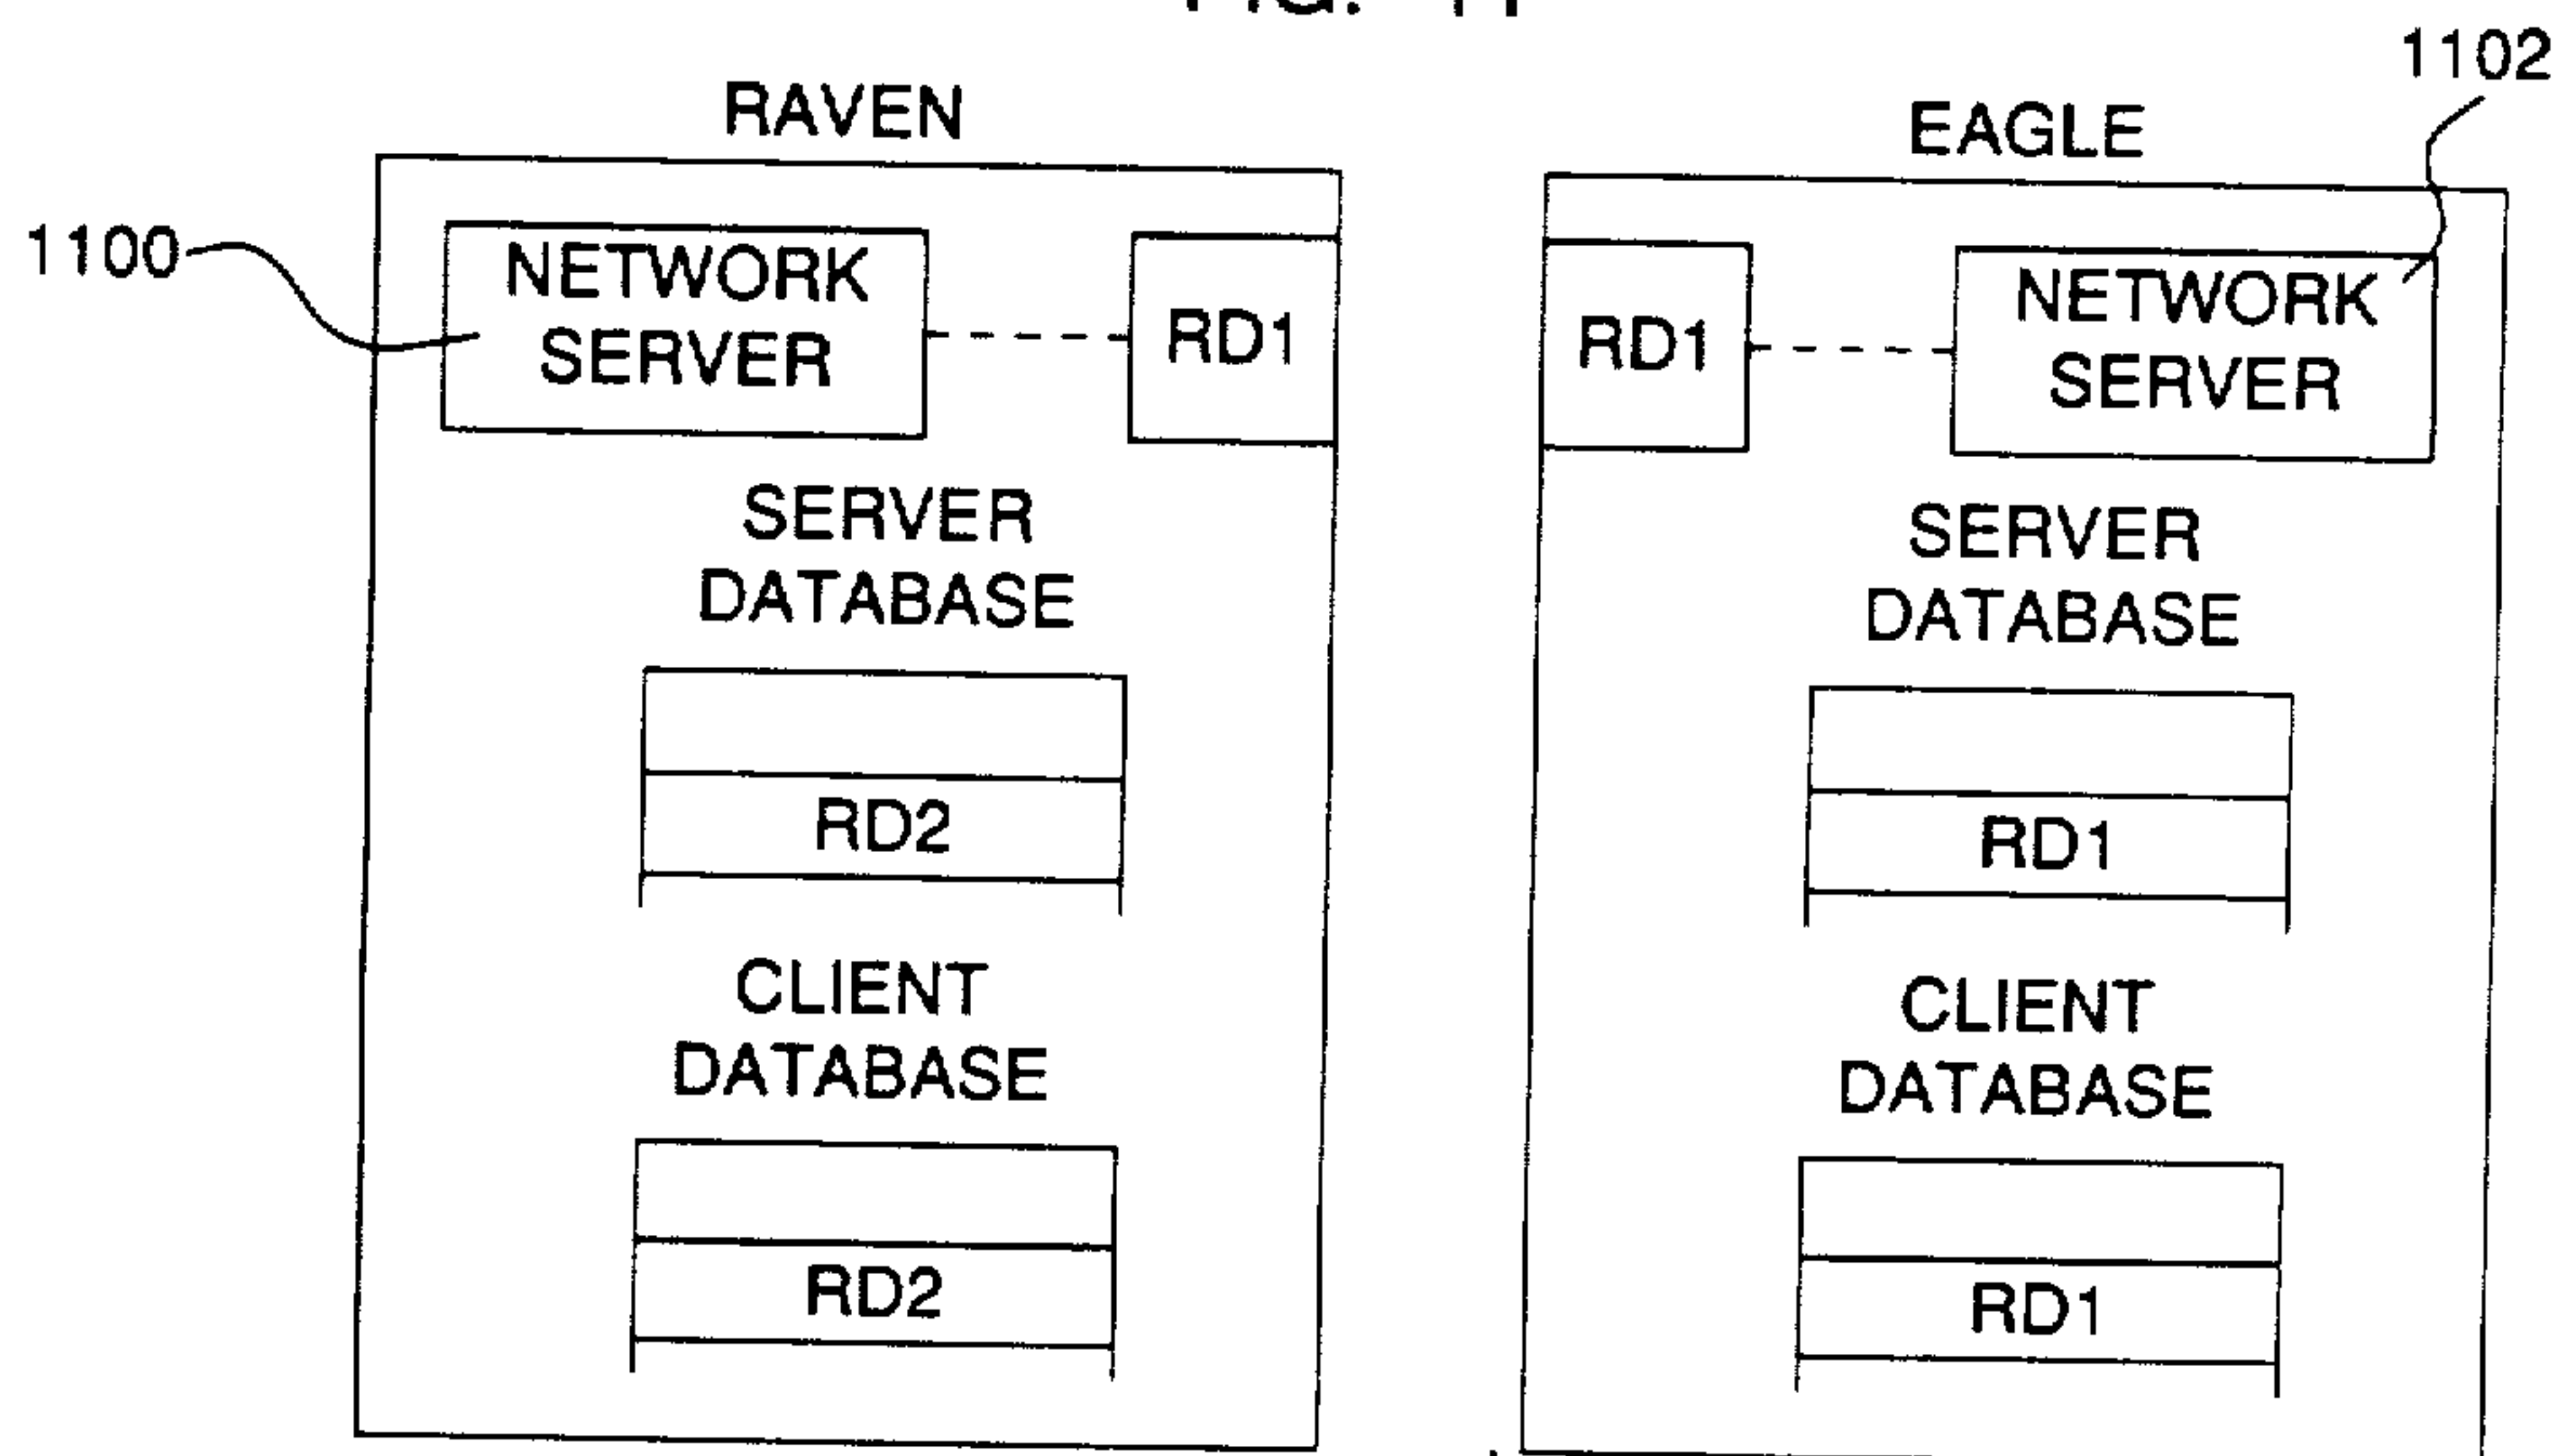 RAVEN
EAGLE
1102
1100
NETWORK
SERVER
RD1
RD1
NETWORK
SERVER
SERVER
DATABASE
RD2
CLIENT
DATABASE
RD2
SERVER
DATABASE
RD1
CLIENT
DATABASE
RD1